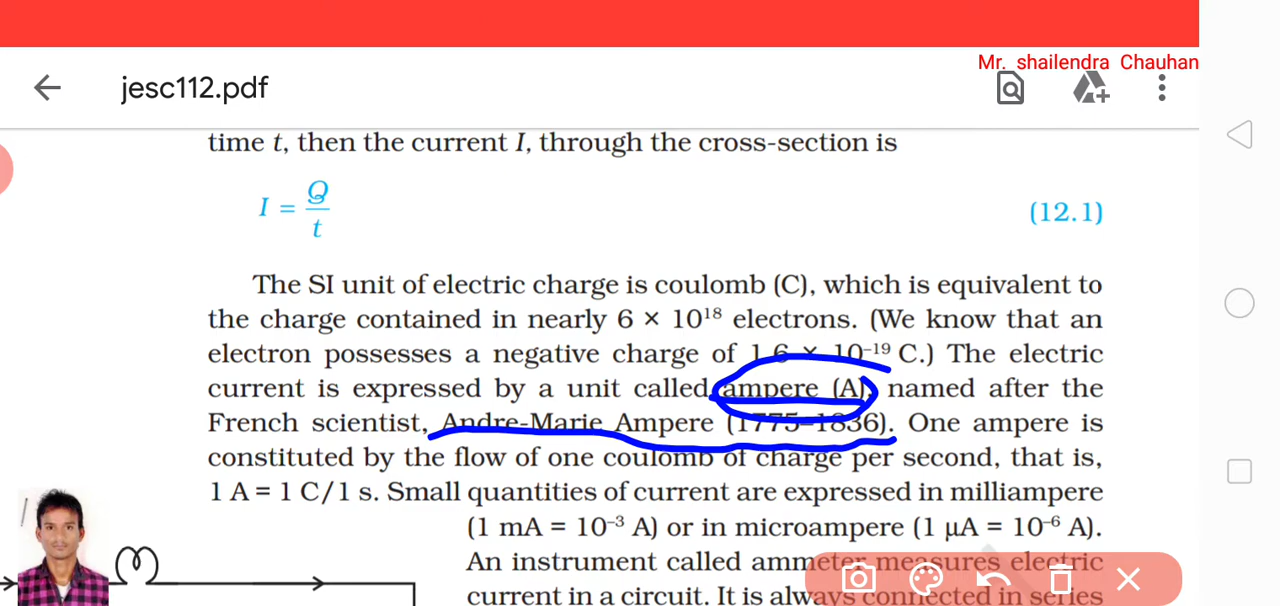 Mr. shailendra Chauhan
jesc112.pdf
time t, then the current I, through the cross-section is
I = Q/t (12.1)
The SI unit of electric charge is coulomb (C), which is equivalent to
the charge contained in nearly 6 × 10¹⁸ electrons. (We know that an
electron possesses a negative charge of 1.6 × 10⁻¹⁹ C.) The electric
current is expressed by a unit called ampere (A), named after the
French scientist, Andre-Marie Ampere (1775–1836). One ampere is
constituted by the flow of one coulomb of charge per second, that is,
1 A = 1 C/1 s. Small quantities of current are expressed in milliampere
(1 mA = 10⁻³ A) or in microampere (1 μA = 10⁻⁶ A).
An instrument called ammeter measures electric
current in a circuit. It is always connected in series